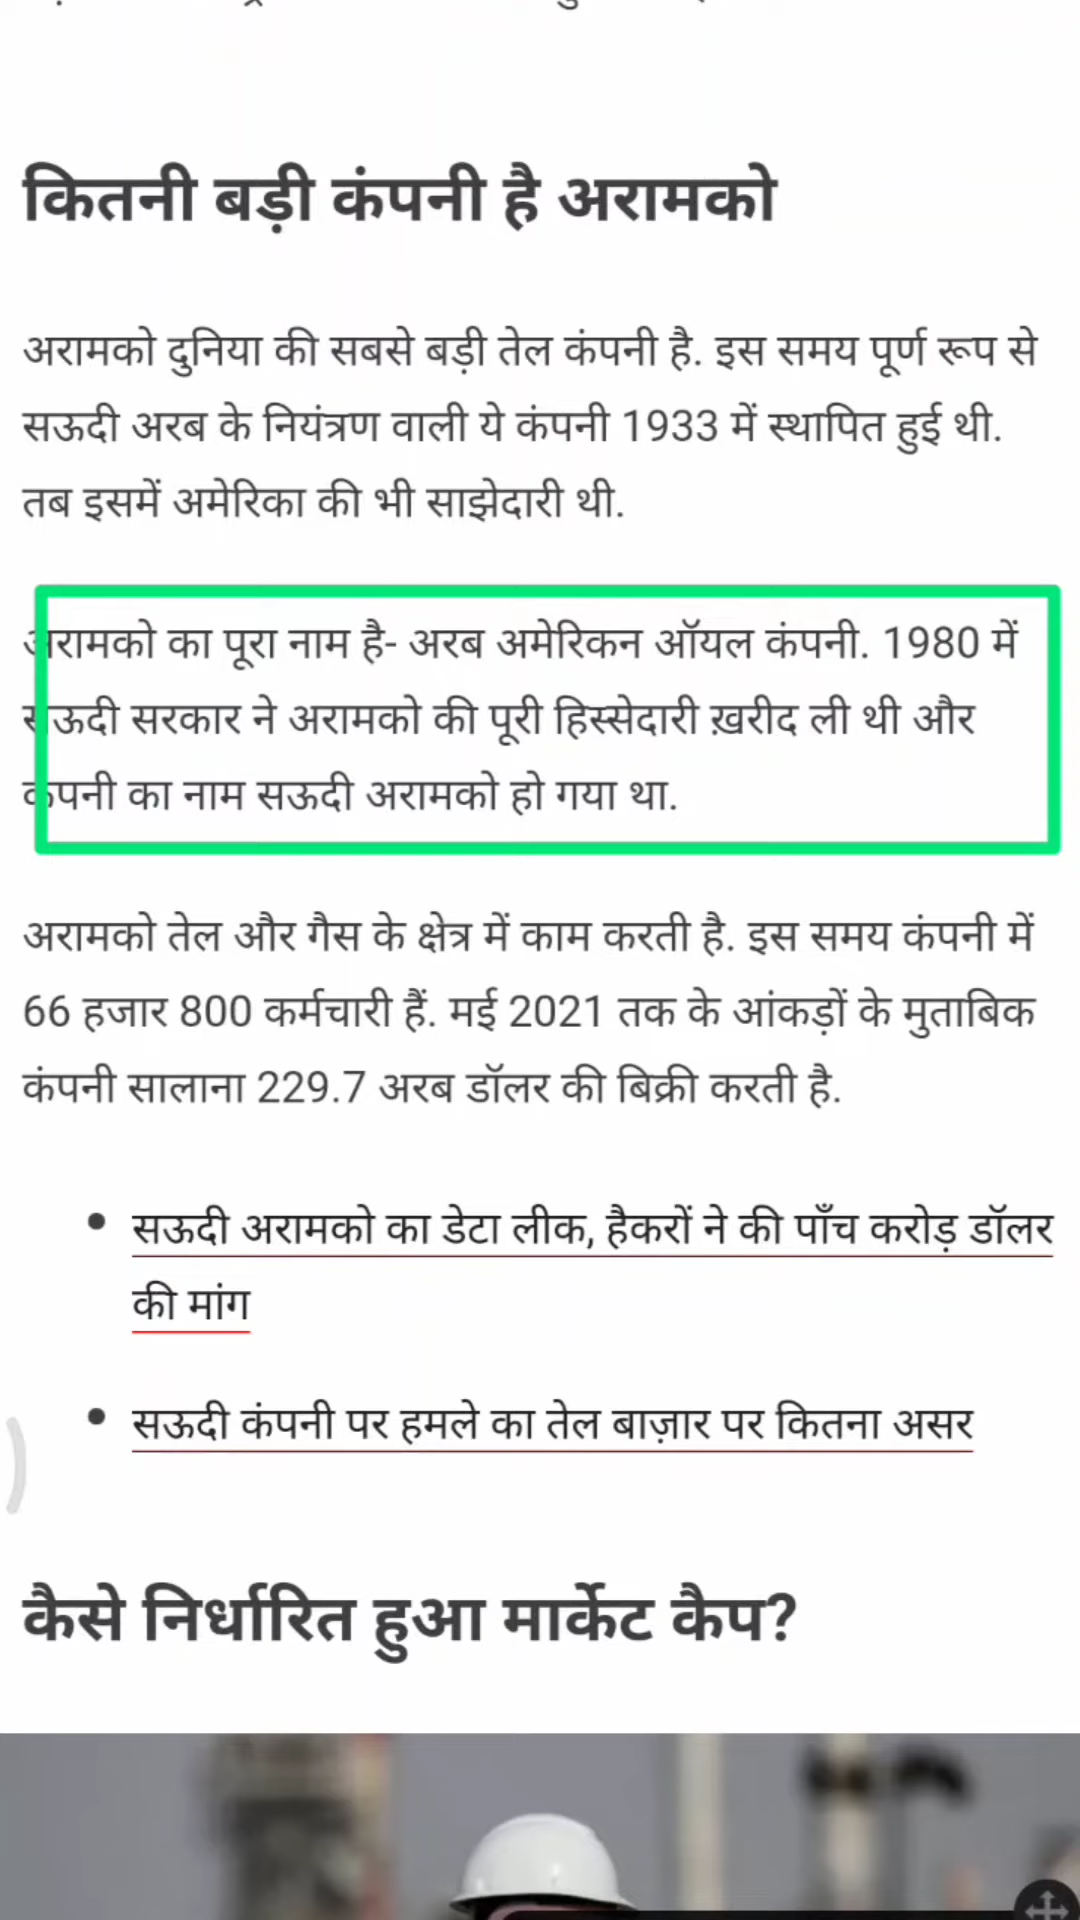 कितनी बड़ी कंपनी है अरामको
अरामको दुनिया की सबसे बड़ी तेल कंपनी है. इस समय पूर्ण रूप से
सऊदी अरब के नियंत्रण वाली ये कंपनी 1933 में स्थापित हुई थी.
तब इसमें अमेरिका की भी साझेदारी थी.
अरामको का पूरा नाम है- अरब अमेरिकन ऑयल कंपनी. 1980 में
सऊदी सरकार ने अरामको की पूरी हिस्सेदारी ख़रीद ली थी और
कंपनी का नाम सऊदी अरामको हो गया था.
अरामको तेल और गैस के क्षेत्र में काम करती है. इस समय कंपनी में
66 हजार 800 कर्मचारी हैं. मई 2021 तक के आंकड़ों के मुताबिक
कंपनी सालाना 229.7 अरब डॉलर की बिक्री करती है.
सऊदी अरामको का डेटा लीक, हैकरों ने की पाँच करोड़ डॉलर
की मांग
सऊदी कंपनी पर हमले का तेल बाज़ार पर कितना असर
कैसे निर्धारित हुआ मार्केट कैप?